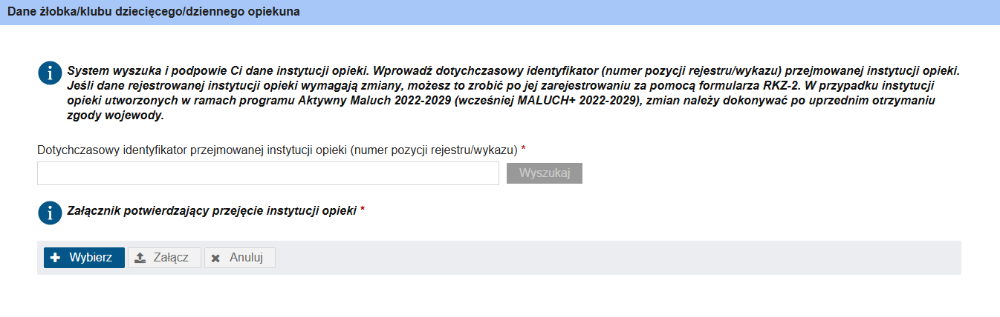 Dane żłobka/klubu dziecięcego/dziennego opiekuna
System wyszuka i podpowie Ci dane instytucji opieki. Wprowadź dotychczasowy identyfikator (numer pozycji rejestru/wykazu) przejmowanej instytucji opieki.
Jeśli dane rejestrowanej instytucji opieki wymagają zmiany, możesz to zrobić po jej zarejestrowaniu za pomocą formularza RKZ-2. W przypadku instytucji
opieki utworzonych w ramach programu Aktywny Maluch 2022-2029 (wcześniej MALUCH+ 2022-2029), zmian należy dokonywać po uprzednim otrzymaniu
zgody wojewody.
Dotychczasowy identyfikator przejmowanej instytucji opieki (numer pozycji rejestru/wykazu) *
Wyszukaj
Załącznik potwierdzający przejęcie instytucji opieki *
Wybierz Załącz Anuluj